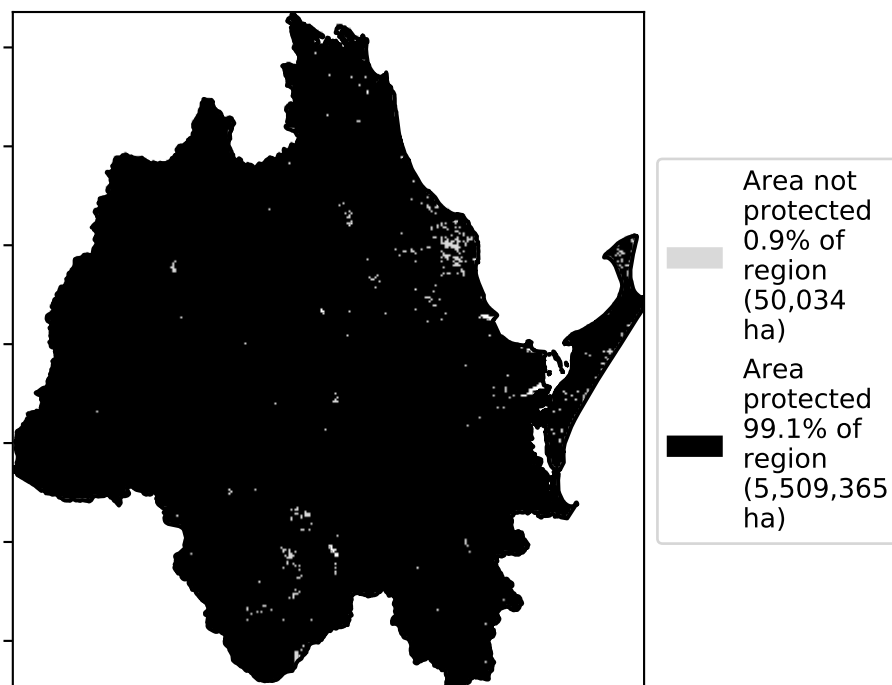 Area not
protected
0.9% of
region
(50,034
ha)
Area
protected
99.1% of
region
(5,509,365
ha)